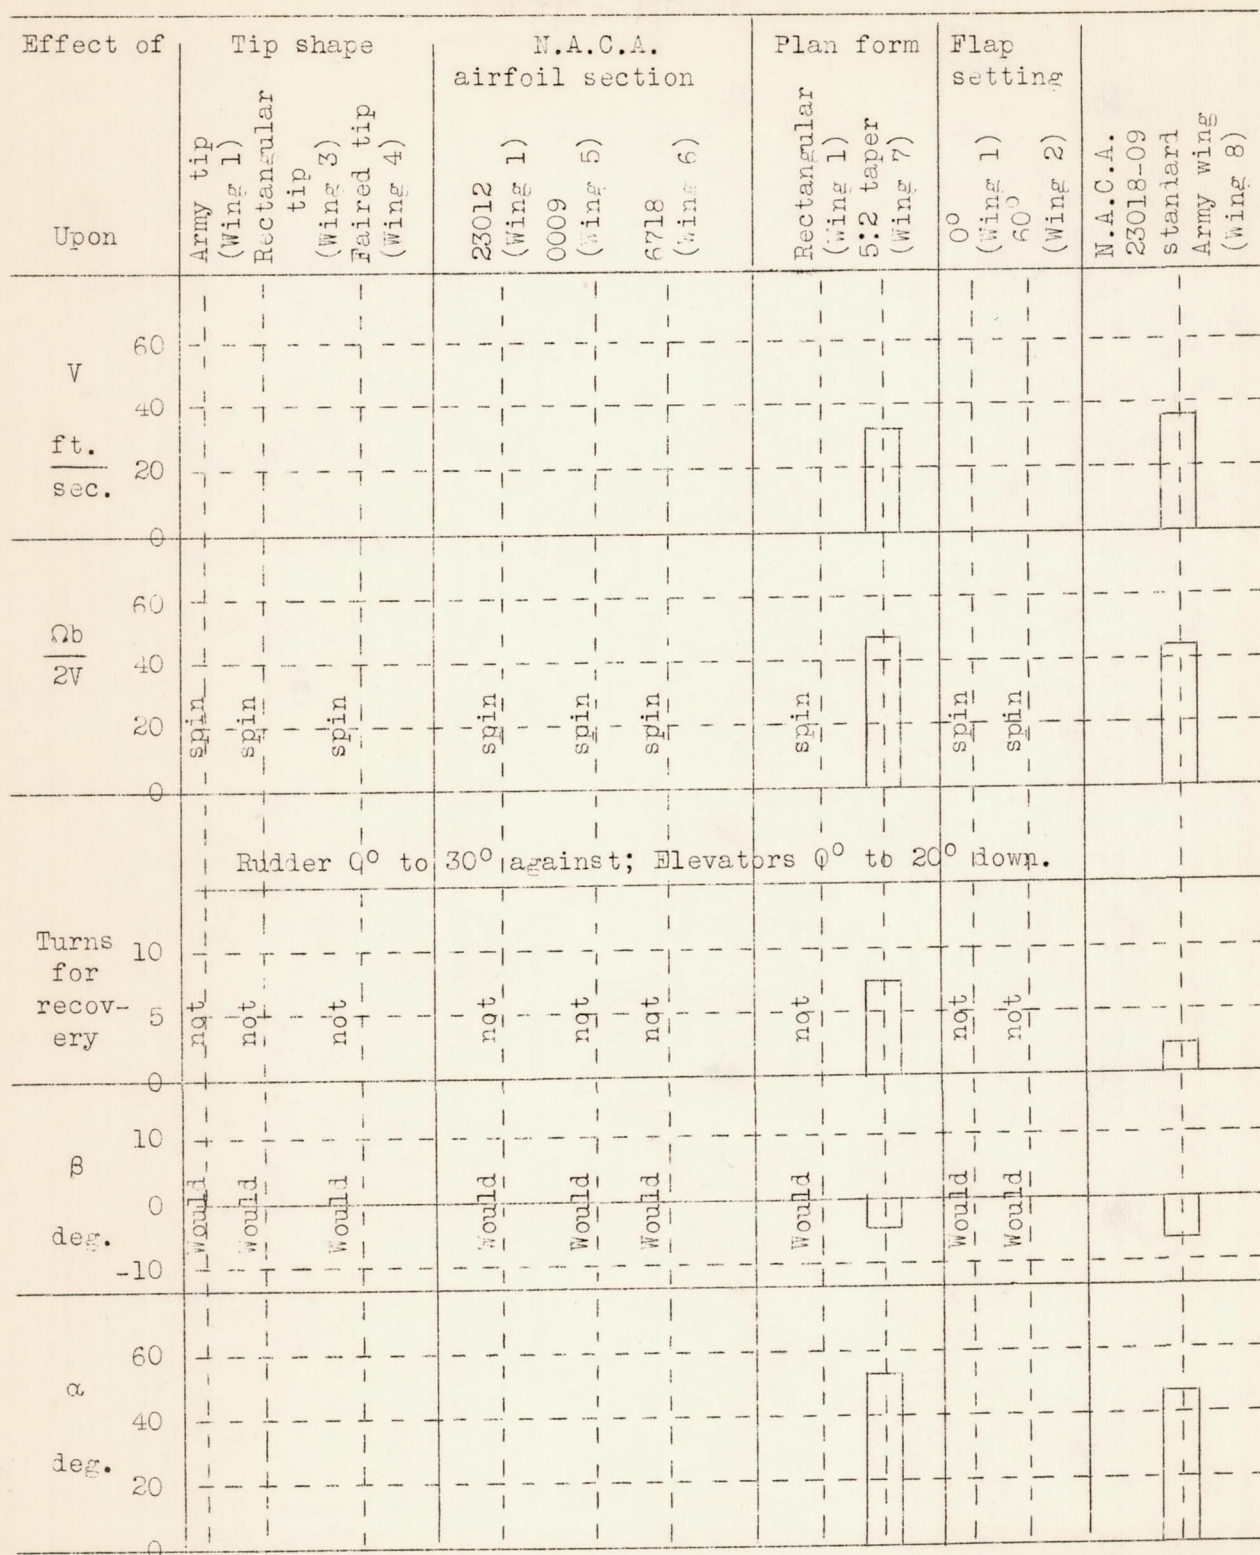 Effect of
Tip shape
N.A.C.A.
airfoil section
Plan form
Flap
setting
Upon
Army tip
(Wing 1)
Rectangular
tip
(Wing 3)
Faired tip
(Wing 4)
23012
(Wing 1)
0009
(Wing 5)
6718
(Wing 6)
Rectangular
(Wing 1)
5:2 taper
(Wing 7)
0°
(Wing 1)
60°
(Wing 2)
N.A.C.A.
23018-09
standard
Army wing
(Wing 8)
V
ft.
sec.
60
40
20
0
Ωb
2V
60
40
20
0
spin
spin
spin
spin
spin
spin
spin
spin
spin
Rudder 0° to 30° against; Elevators 0° to 20° down.
Turns
for
recov-
ery
10
5
0
not
not
not
not
not
not
not
not
not
β
deg.
10
0
-10
Would
Would
Would
Would
Would
Would
Would
Would
Would
α
deg.
60
40
20
0